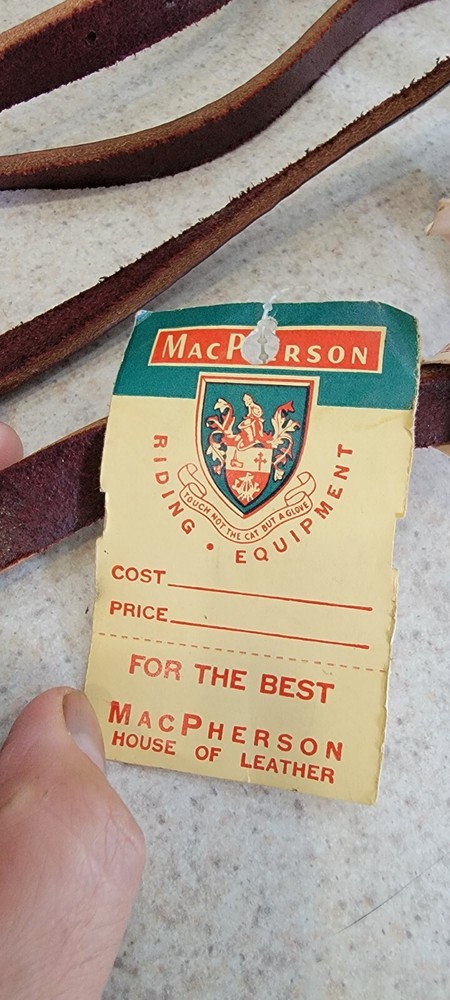 MACPHERSON
TOUCH NOT THE CAT BUT A GLOVE
RIDING • EQUIPMENT
COST
PRICE
FOR THE BEST
MACPHERSON
HOUSE OF LEATHER